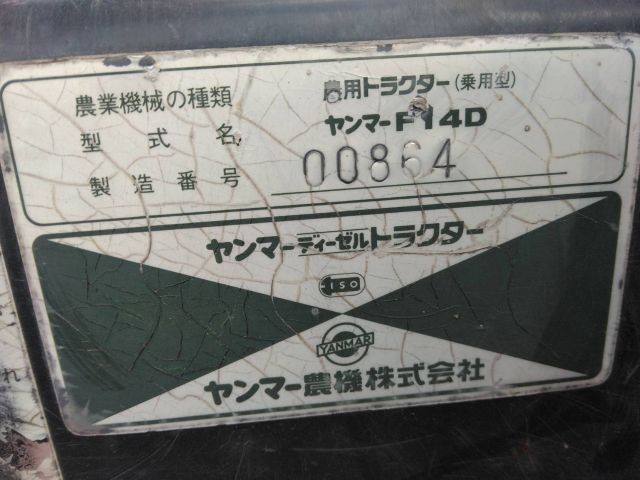 農業機械の種類 農用トラクター(乗用型)
型式名 ヤンマーF14D
製造番号 00864
ヤンマーディーゼルトラクター
ISO
YANMAR
ヤンマー農機株式会社
れ